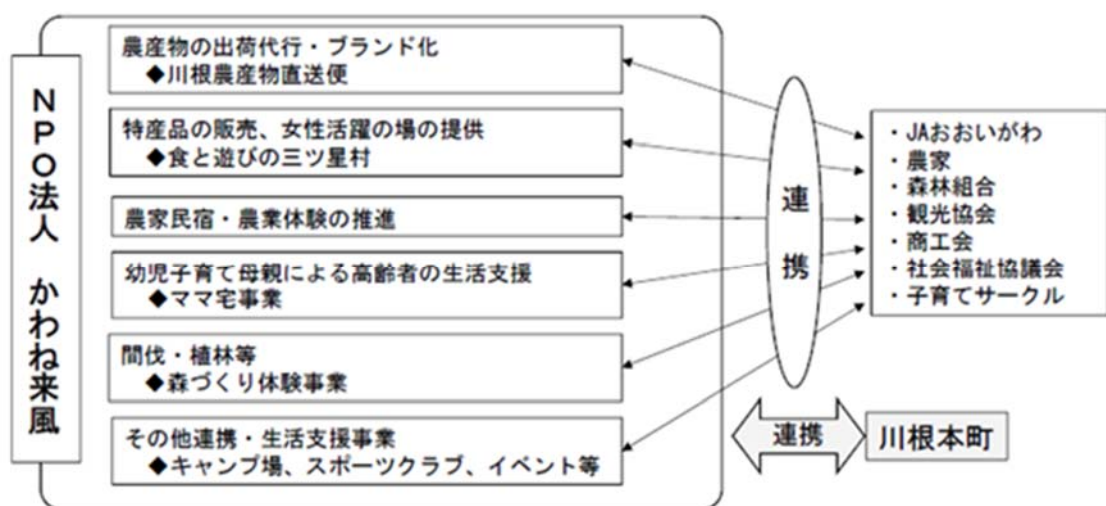 NPO法人 かわね来風
農産物の出荷代行・ブランド化
◆川根農産物直送便
特産品の販売、女性活躍の場の提供
◆食と遊びの三ツ星村
農家民宿・農業体験の推進
幼児子育て母親による高齢者の生活支援
◆ママ宅事業
間伐・植林等
◆森づくり体験事業
その他連携・生活支援事業
◆キャンプ場、スポーツクラブ、イベント等
連携
・JAおおいがわ
・農家
・森林組合
・観光協会
・商工会
・社会福祉協議会
・子育てサークル
連携
川根本町